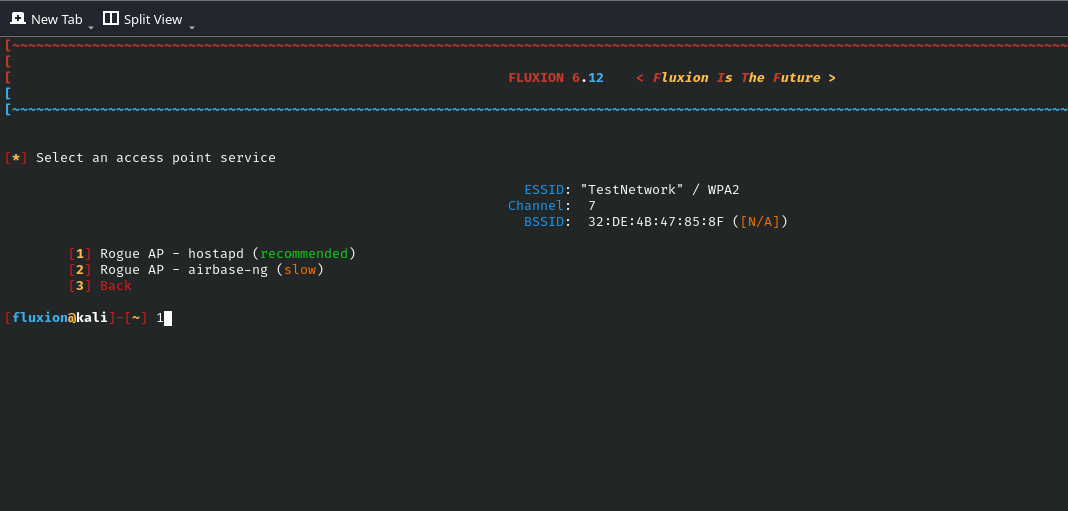 New Tab Split View
[~~~~~~~~~~~~~~~~~~~~~~~~~~~~~~~~~~~~~~~~~~~~~~~~~~~~~~~~~~~~~~~~~~~~~~~~~~~~~~~~~~~~~~~~~~~~~~~~~~~~~~~~~~~~~~~~~~~~~~~~~~~~~~~~~~~~
[
[ FLUXION 6.12 < Fluxion Is The Future >
[
[~~~~~~~~~~~~~~~~~~~~~~~~~~~~~~~~~~~~~~~~~~~~~~~~~~~~~~~~~~~~~~~~~~~~~~~~~~~~~~~~~~~~~~~~~~~~~~~~~~~~~~~~~~~~~~~~~~~~~~~~~~~~~~~~~~~~
[*] Select an access point service
ESSID: "TestNetwork" / WPA2
Channel: 7
BSSID: 32:DE:4B:47:85:8F ([N/A])
[1] Rogue AP - hostapd (recommended)
[2] Rogue AP - airbase-ng (slow)
[3] Back
[fluxion@kali]-[~] 1